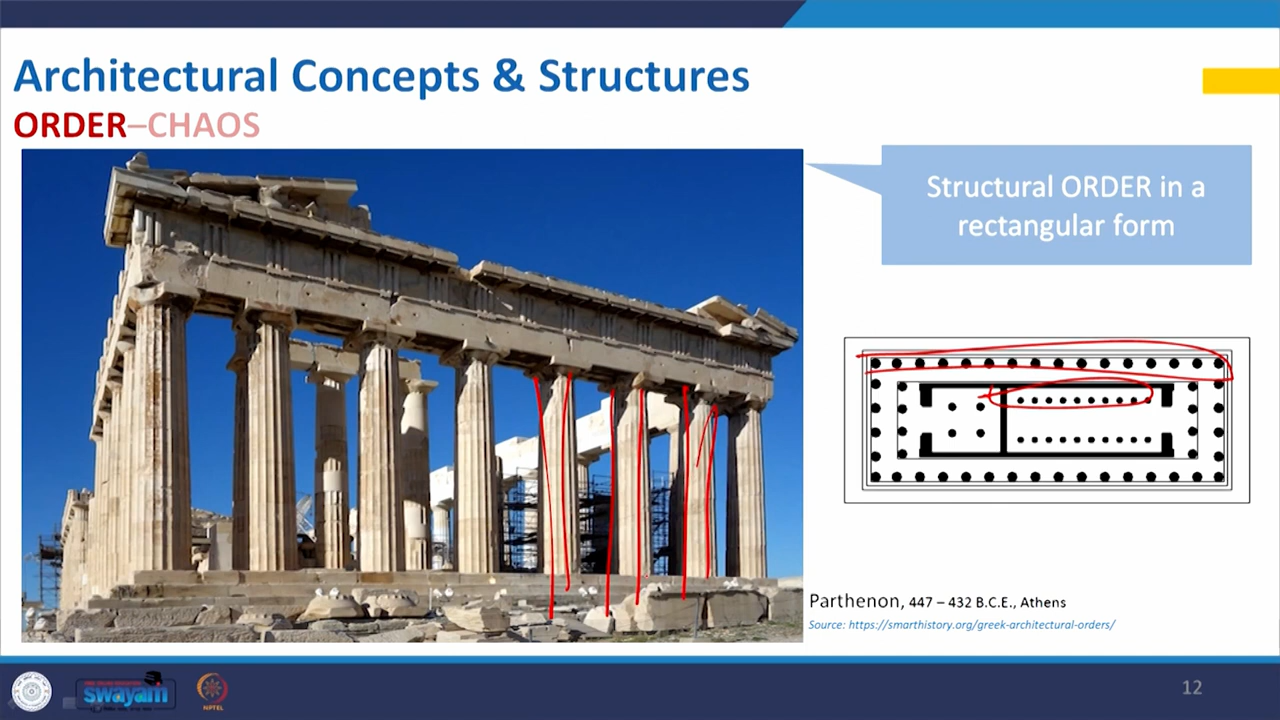 Architectural Concepts & Structures
ORDER–CHAOS
Structural ORDER in a
rectangular form
Parthenon, 447 – 432 B.C.E., Athens
Source: https://smarthistory.org/greek-architectural-orders/
swayam
NPTEL
12